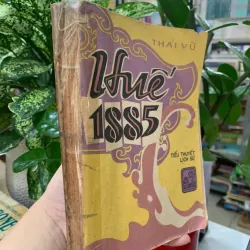 THÁI VŨ
Huế
1885
TIỂU THUYẾT
LỊCH SỬ